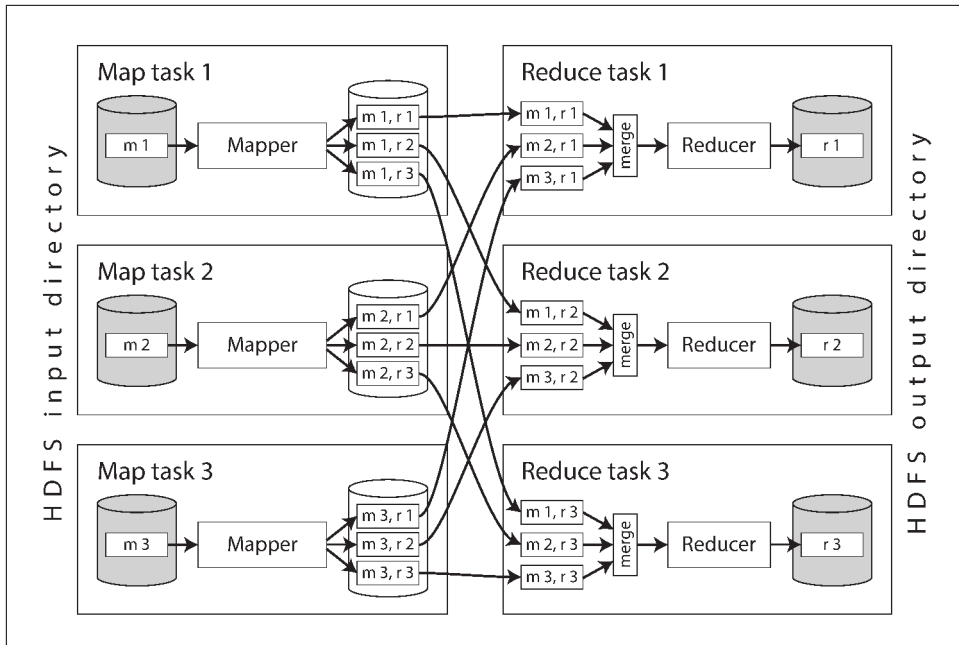 HDFS input directory
Map task 1
m 1
Mapper
m 1, r 1
m 1, r 2
m 1, r 3
Map task 2
m 2
Mapper
m 2, r 1
m 2, r 2
m 2, r 3
Map task 3
m 3
Mapper
m 3, r 1
m 3, r 2
m 3, r 3
Reduce task 1
m 1, r 1
m 2, r 1
m 3, r 1
merge
Reducer
r 1
Reduce task 2
m 1, r 2
m 2, r 2
m 3, r 2
merge
Reducer
r 2
Reduce task 3
m 1, r 3
m 2, r 3
m 3, r 3
merge
Reducer
r 3
HDFS output directory